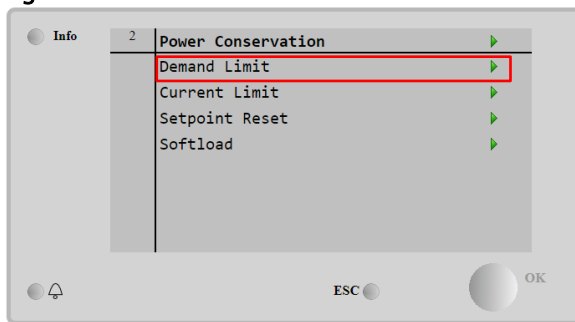 Info
2 Power Conservation
Demand Limit
Current Limit
Setpoint Reset
Softload
ESC
OK